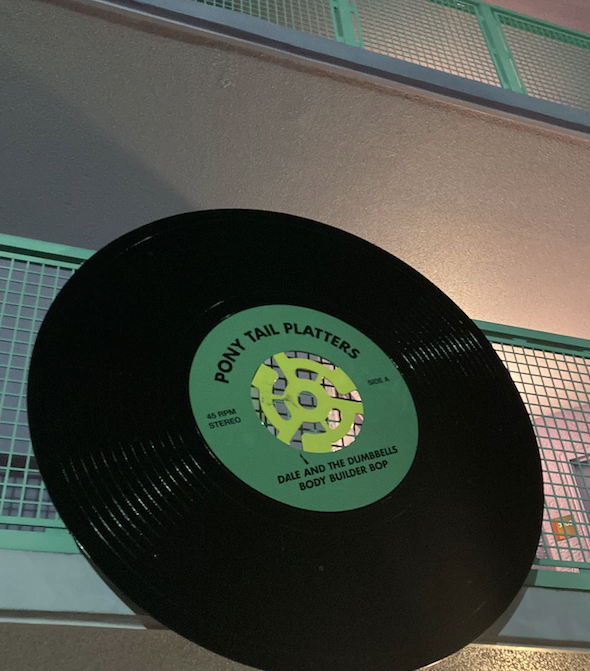 PONY TAIL PLATTERS
SIDE A
45 RPM
STEREO
DALE AND THE DUMBBELLS
BODY BUILDER BOP